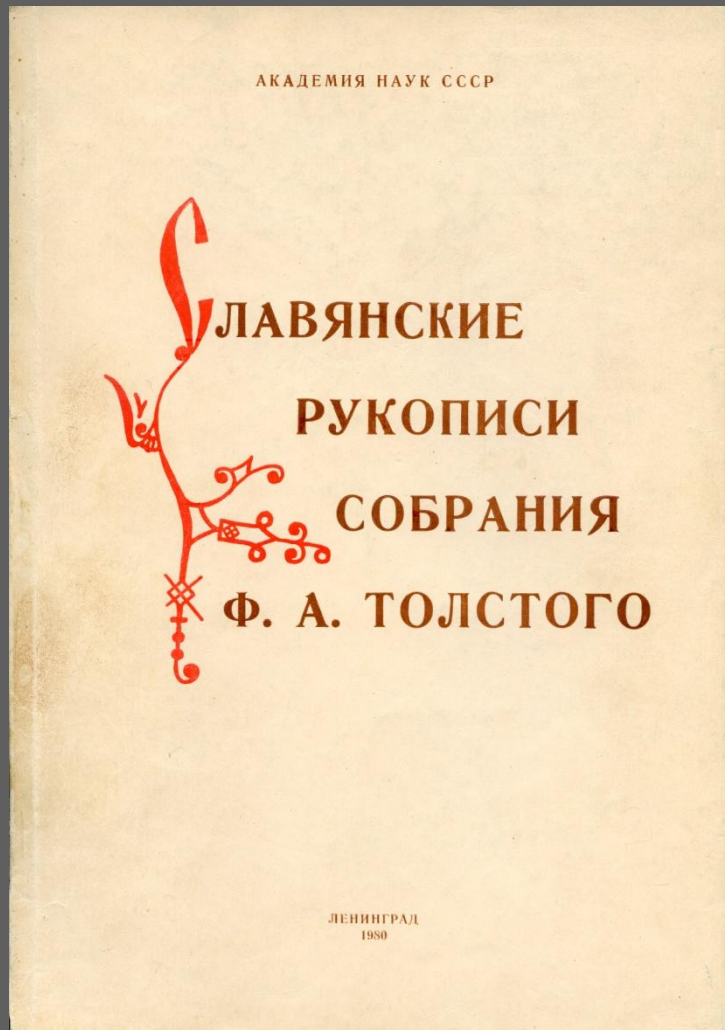 АКАДЕМИЯ НАУК СССР
СЛАВЯНСКИЕ
РУКОПИСИ
СОБРАНИЯ
Ф. А. ТОЛСТОГО
ЛЕНИНГРАД
1980